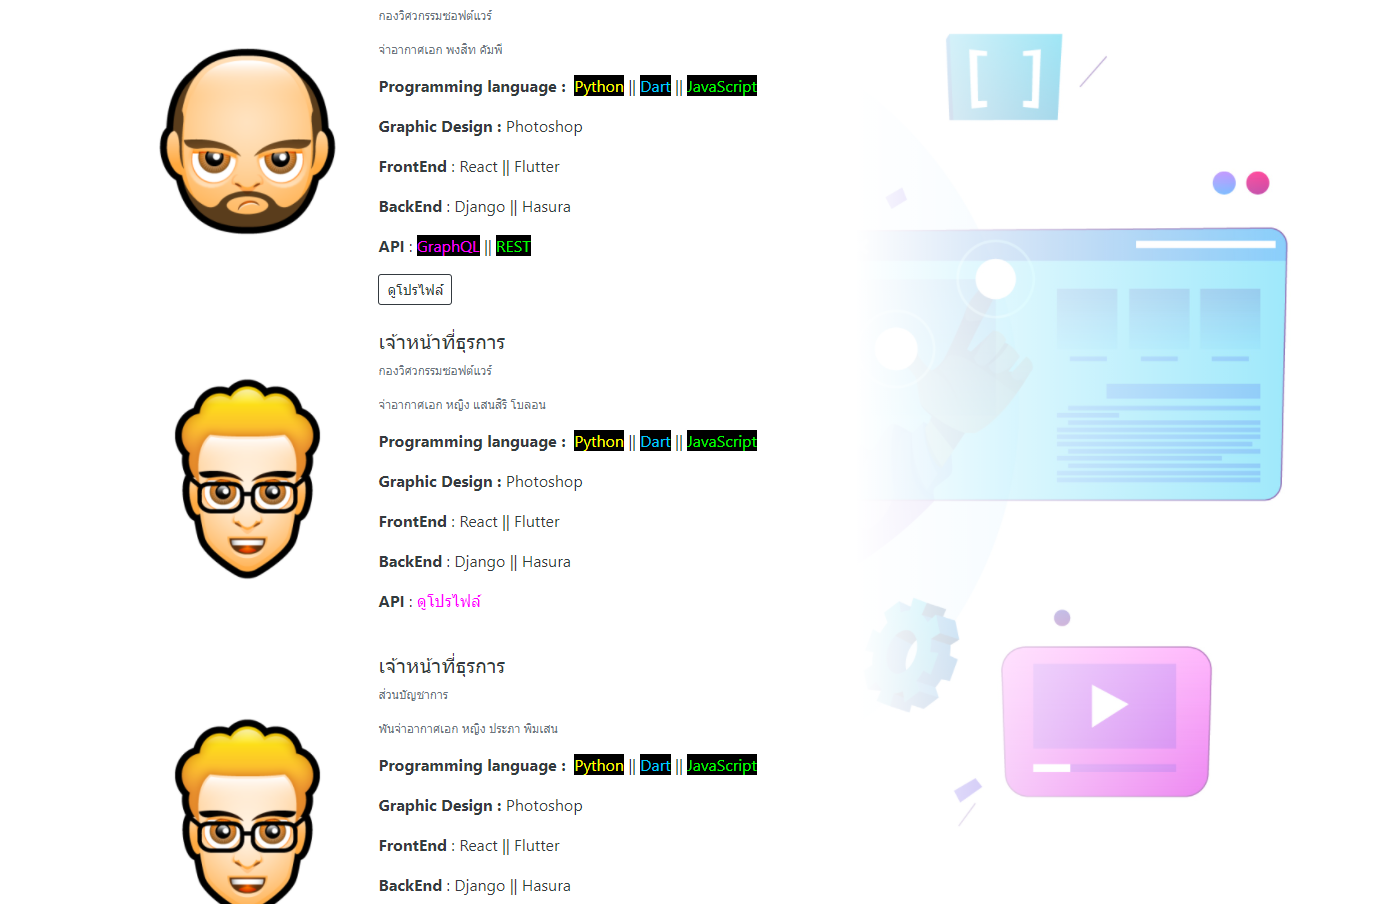 กองวิศวกรรมซอฟต์แวร์
จ่าอากาศเอก พงสิท คัมพี
Programming language : Python || Dart || JavaScript
Graphic Design : Photoshop
FrontEnd : React || Flutter
BackEnd : Django || Hasura
API : GraphQL || REST
ดูโปรไฟล์
เจ้าหน้าที่ธุรการ
กองวิศวกรรมซอฟต์แวร์
จ่าอากาศเอก หญิง แสนสิริ โบลอน
Programming language : Python || Dart || JavaScript
Graphic Design : Photoshop
FrontEnd : React || Flutter
BackEnd : Django || Hasura
API : ดูโปรไฟล์
เจ้าหน้าที่ธุรการ
ส่วนบัญชาการ
พันจ่าอากาศเอก หญิง ประภา พิมเสน
Programming language : Python || Dart || JavaScript
Graphic Design : Photoshop
FrontEnd : React || Flutter
BackEnd : Django || Hasura